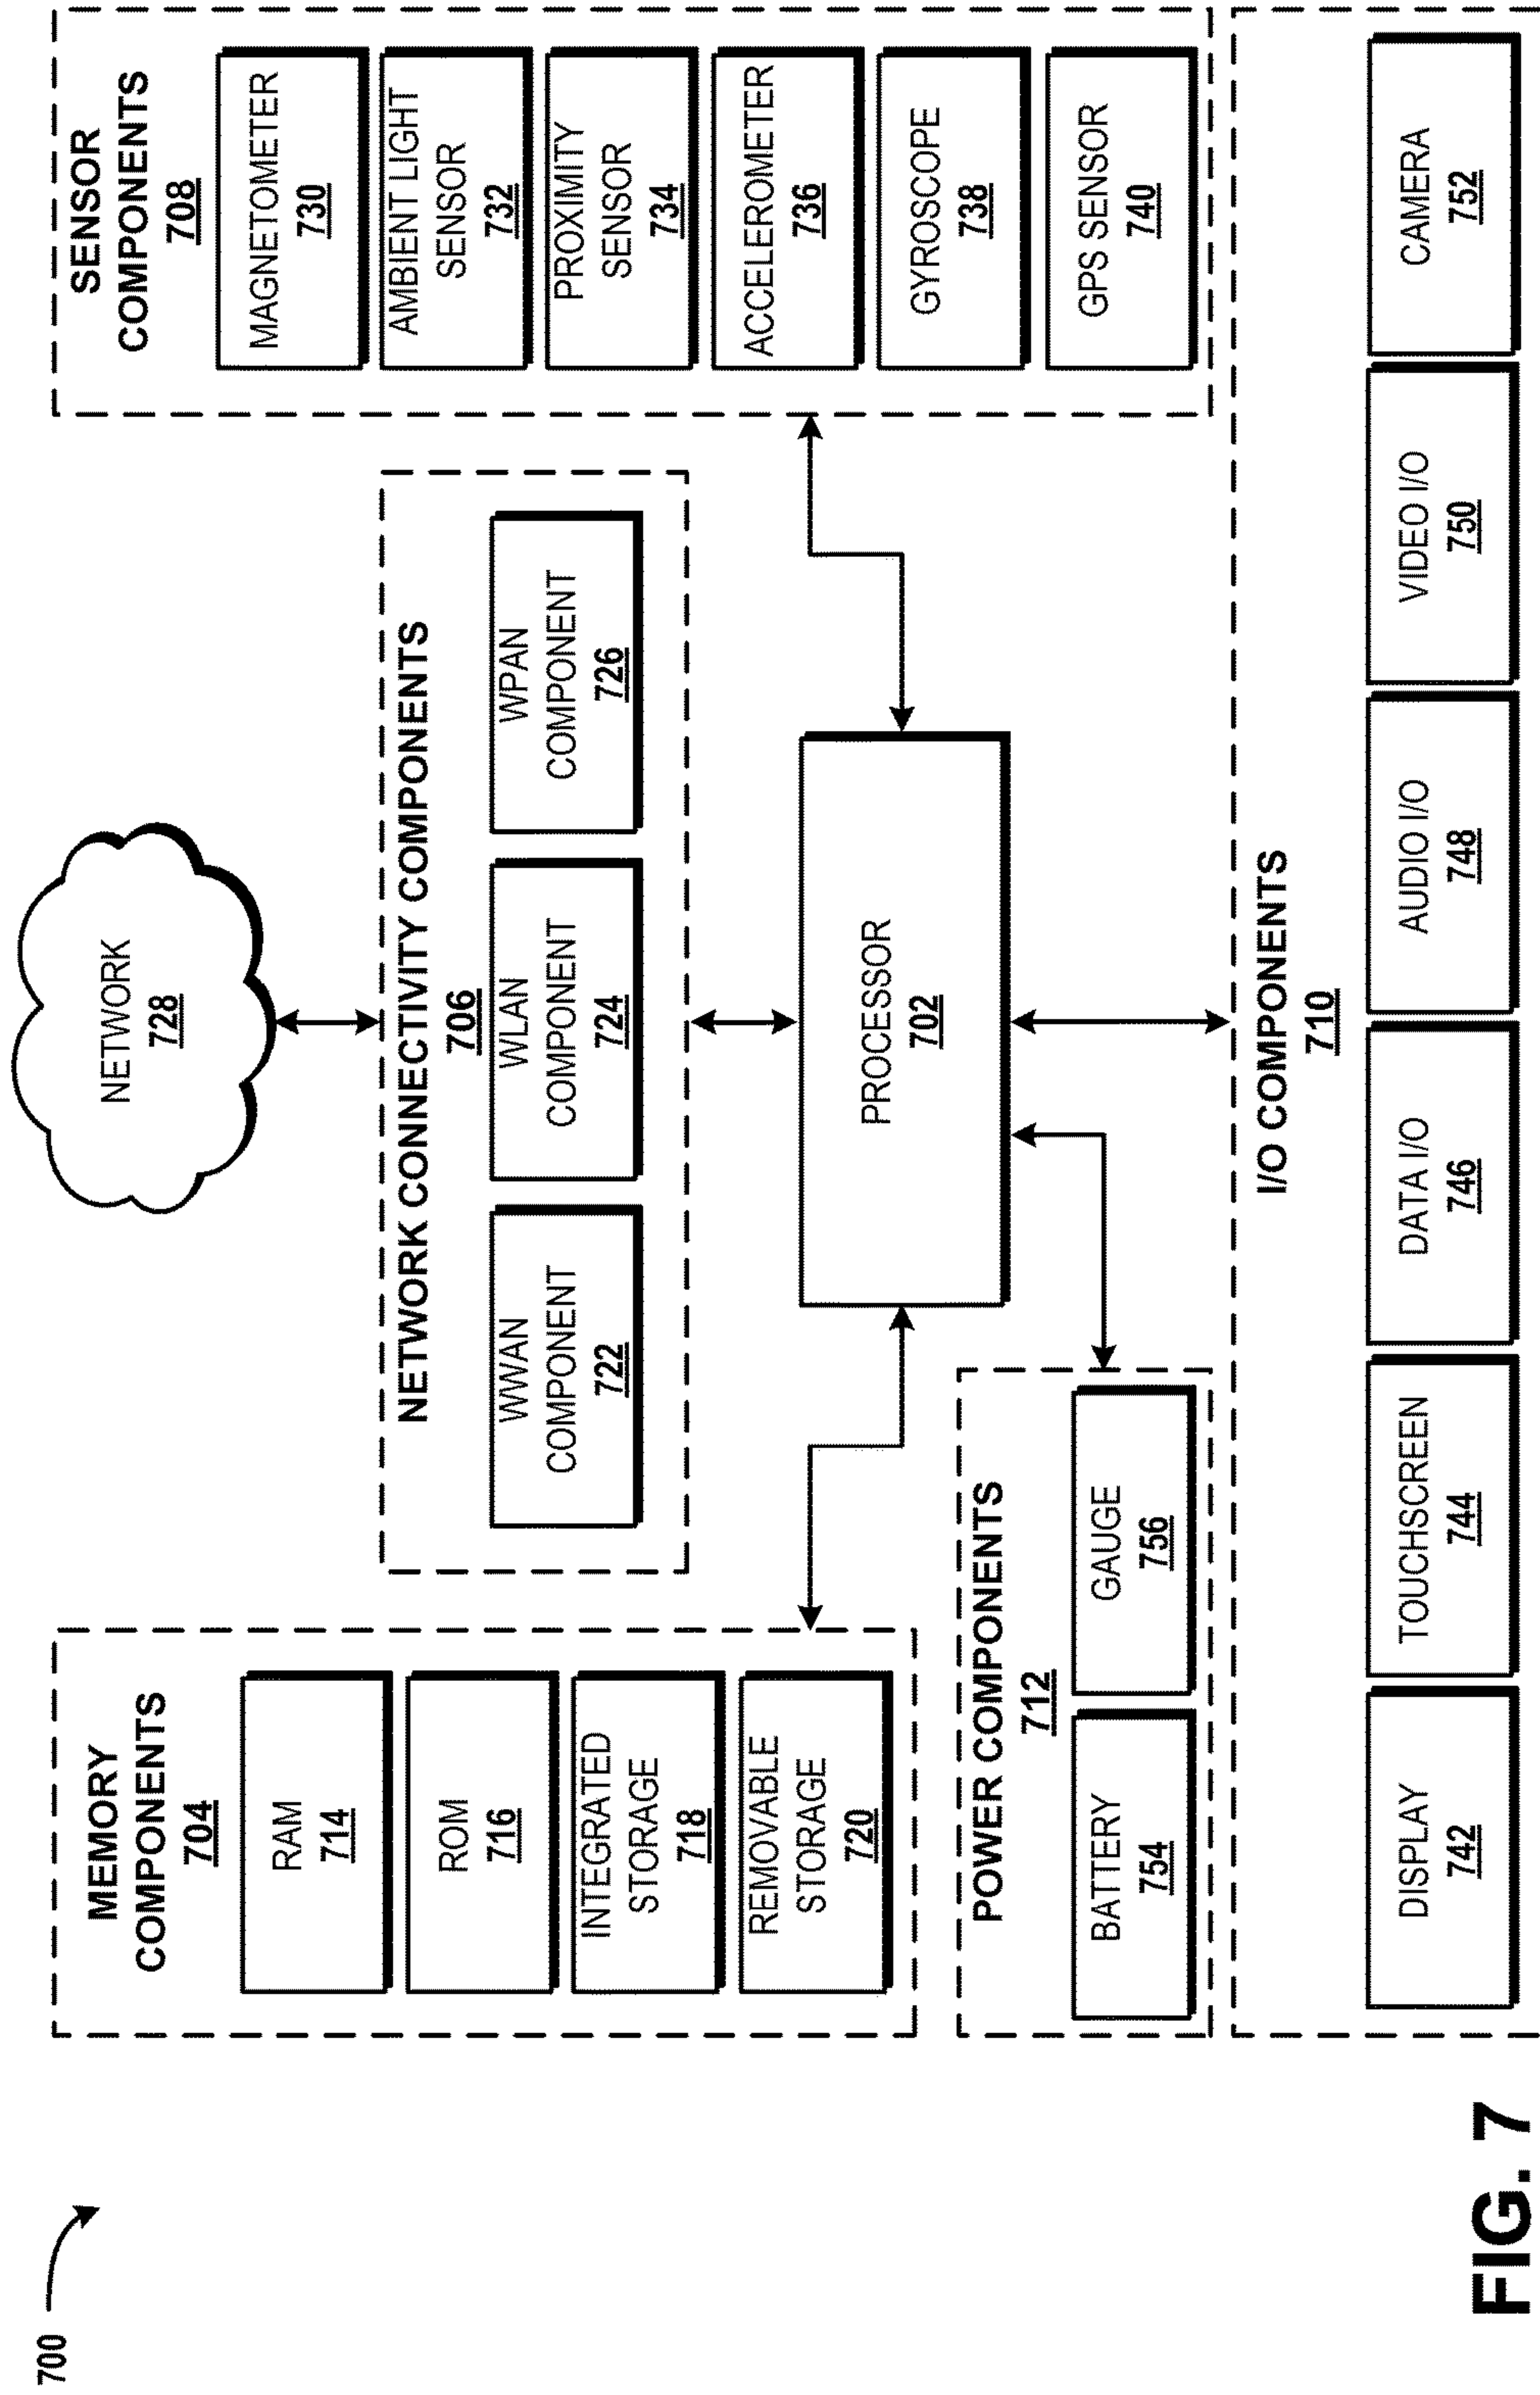 700
NETWORK
728
MEMORY
COMPONENTS
704
RAM
714
ROM
716
INTEGRATED
STORAGE
718
REMOVABLE
STORAGE
720
NETWORK CONNECTIVITY COMPONENTS
706
WWAN
COMPONENT
722
WLAN
COMPONENT
724
WPAN
COMPONENT
726
SENSOR
COMPONENTS
708
MAGNETOMETER
730
AMBIENT LIGHT
SENSOR
732
PROXIMITY
SENSOR
734
ACCELEROMETER
736
GYROSCOPE
738
GPS SENSOR
740
PROCESSOR
702
POWER COMPONENTS
712
BATTERY
754
GAUGE
756
I/O COMPONENTS
710
DISPLAY
742
TOUCHSCREEN
744
DATA I/O
746
AUDIO I/O
748
VIDEO I/O
750
CAMERA
752
FIG. 7